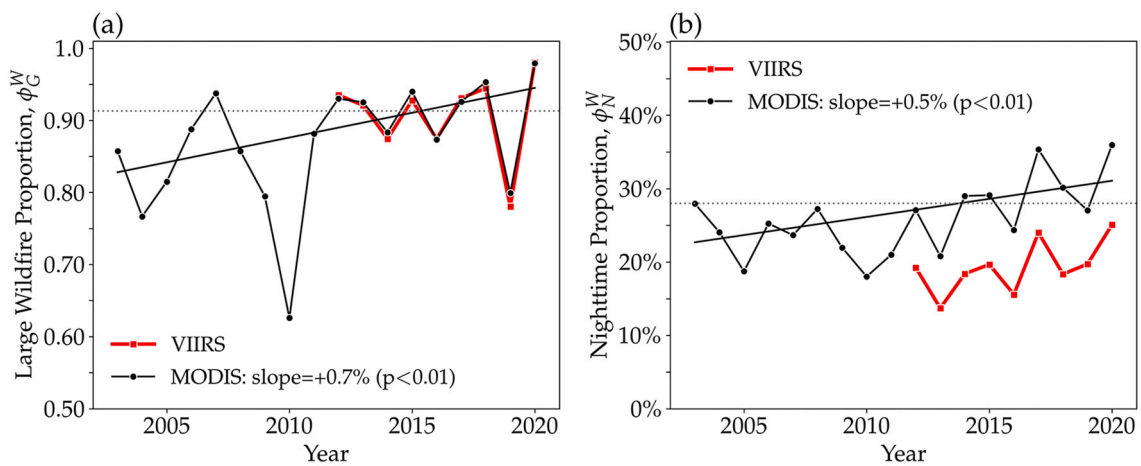 (a)
Large Wildfire Proportion, ϕ_G^W
1.0
0.90
0.80
0.70
0.60
0.50
VIIRS
MODIS: slope=+0.7% (p<0.01)
2005
2010
2015
2020
Year
(b)
Nighttime Proportion, ϕ_N^W
50%
40%
30%
20%
10%
0%
VIIRS
MODIS: slope=+0.5% (p<0.01)
2005
2010
2015
2020
Year